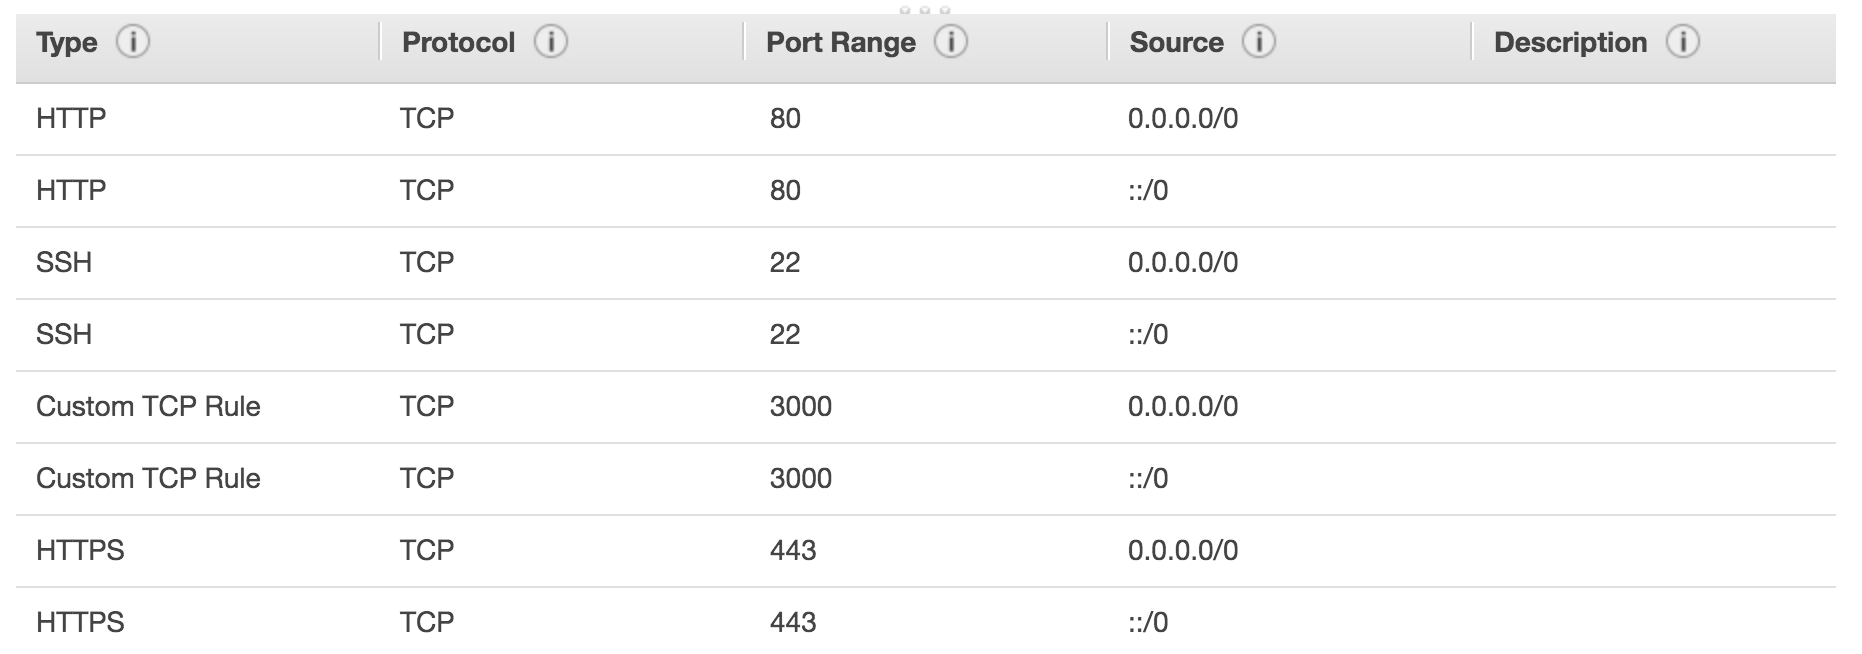 Type Protocol Port Range Source Description
HTTP TCP 80 0.0.0.0/0
HTTP TCP 80 ::/0
SSH TCP 22 0.0.0.0/0
SSH TCP 22 ::/0
Custom TCP Rule TCP 3000 0.0.0.0/0
Custom TCP Rule TCP 3000 ::/0
HTTPS TCP 443 0.0.0.0/0
HTTPS TCP 443 ::/0